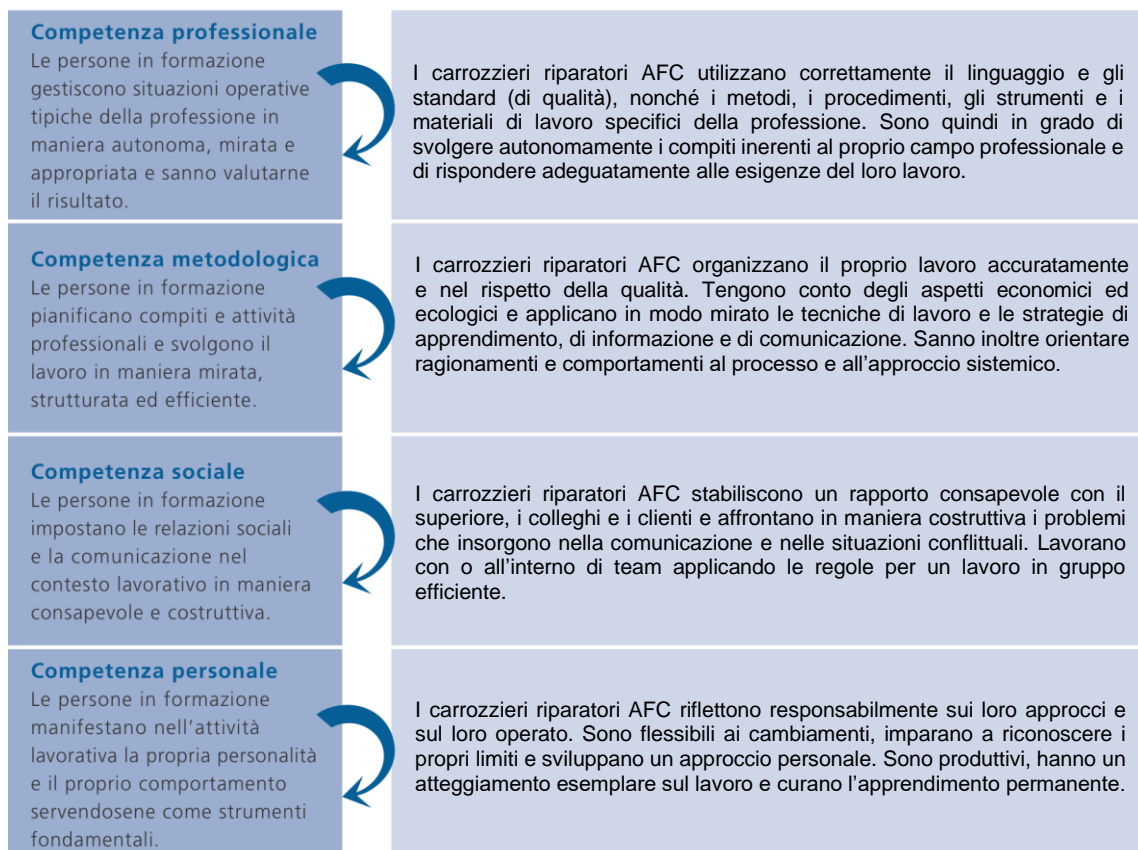 Competenza professionale
Le persone in formazione
gestiscono situazioni operative
tipiche della professione in
maniera autonoma, mirata e
appropriata e sanno valutarne
il risultato.
I carrozzieri riparatori AFC utilizzano correttamente il linguaggio e gli
standard (di qualità), nonché i metodi, i procedimenti, gli strumenti e i
materiali di lavoro specifici della professione. Sono quindi in grado di
svolgere autonomamente i compiti inerenti al proprio campo professionale e
di rispondere adeguatamente alle esigenze del loro lavoro.
Competenza metodologica
Le persone in formazione
pianificano compiti e attività
professionali e svolgono il
lavoro in maniera mirata,
strutturata ed efficiente.
I carrozzieri riparatori AFC organizzano il proprio lavoro accuratamente
e nel rispetto della qualità. Tengono conto degli aspetti economici ed
ecologici e applicano in modo mirato le tecniche di lavoro e le strategie di
apprendimento, di informazione e di comunicazione. Sanno inoltre orientare
ragionamenti e comportamenti al processo e all’approccio sistemico.
Competenza sociale
Le persone in formazione
impostano le relazioni sociali
e la comunicazione nel
contesto lavorativo in maniera
consapevole e costruttiva.
I carrozzieri riparatori AFC stabiliscono un rapporto consapevole con il
superiore, i colleghi e i clienti e affrontano in maniera costruttiva i problemi
che insorgono nella comunicazione e nelle situazioni conflittuali. Lavorano
con o all’interno di team applicando le regole per un lavoro in gruppo
efficiente.
Competenza personale
Le persone in formazione
manifestano nell’attività
lavorativa la propria personalità
e il proprio comportamento
servendosene come strumenti
fondamentali.
I carrozzieri riparatori AFC riflettono responsabilmente sui loro approcci e
sul loro operato. Sono flessibili ai cambiamenti, imparano a riconoscere i
propri limiti e sviluppano un approccio personale. Sono produttivi, hanno un
atteggiamento esemplare sul lavoro e curano l’apprendimento permanente.